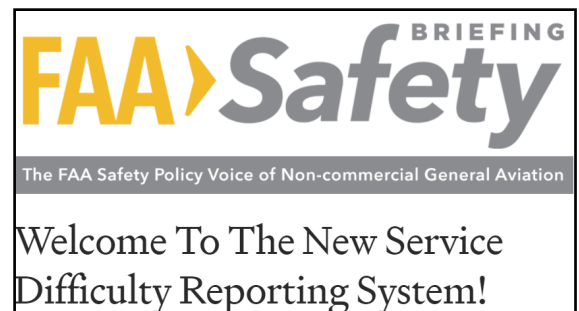 BRIEFING
FAA Safety
The FAA Safety Policy Voice of Non-commercial General Aviation
Welcome To The New Service
Difficulty Reporting System!